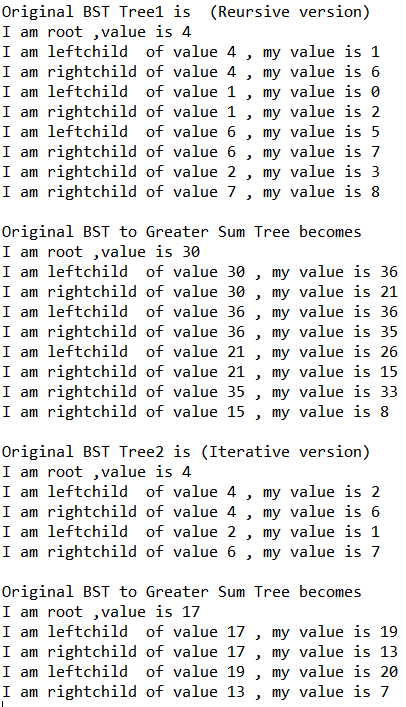 Original BST Tree1 is  (Reursive version)
I am root ,value is 4
I am leftchild  of value 4 , my value is 1
I am rightchild of value 4 , my value is 6
I am leftchild  of value 1 , my value is 0
I am rightchild of value 1 , my value is 2
I am leftchild  of value 6 , my value is 5
I am rightchild of value 6 , my value is 7
I am rightchild of value 2 , my value is 3
I am rightchild of value 7 , my value is 8

Original BST to Greater Sum Tree becomes
I am root ,value is 30
I am leftchild  of value 30 , my value is 36
I am rightchild of value 30 , my value is 21
I am leftchild  of value 36 , my value is 36
I am rightchild of value 36 , my value is 35
I am leftchild  of value 21 , my value is 26
I am rightchild of value 21 , my value is 15
I am rightchild of value 35 , my value is 33
I am rightchild of value 15 , my value is 8

Original BST Tree2 is (Iterative version)
I am root ,value is 4
I am leftchild  of value 4 , my value is 2
I am rightchild of value 4 , my value is 6
I am leftchild  of value 2 , my value is 1
I am rightchild of value 6 , my value is 7

Original BST to Greater Sum Tree becomes
I am root ,value is 17
I am leftchild  of value 17 , my value is 19
I am rightchild of value 17 , my value is 13
I am leftchild  of value 19 , my value is 20
I am rightchild of value 13 , my value is 7